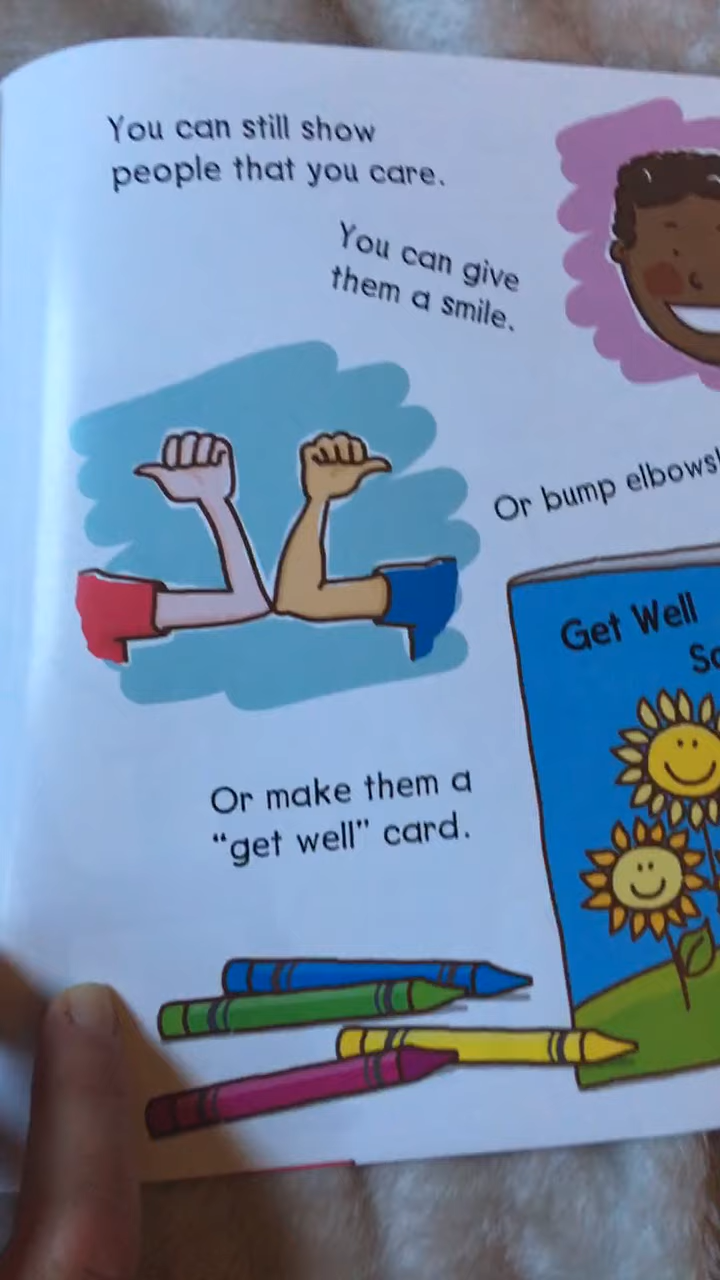 You can still show
people that you care.
You can give
them a smile.
Or bump elbows!
Or make them a
“get well” card.
Get Well